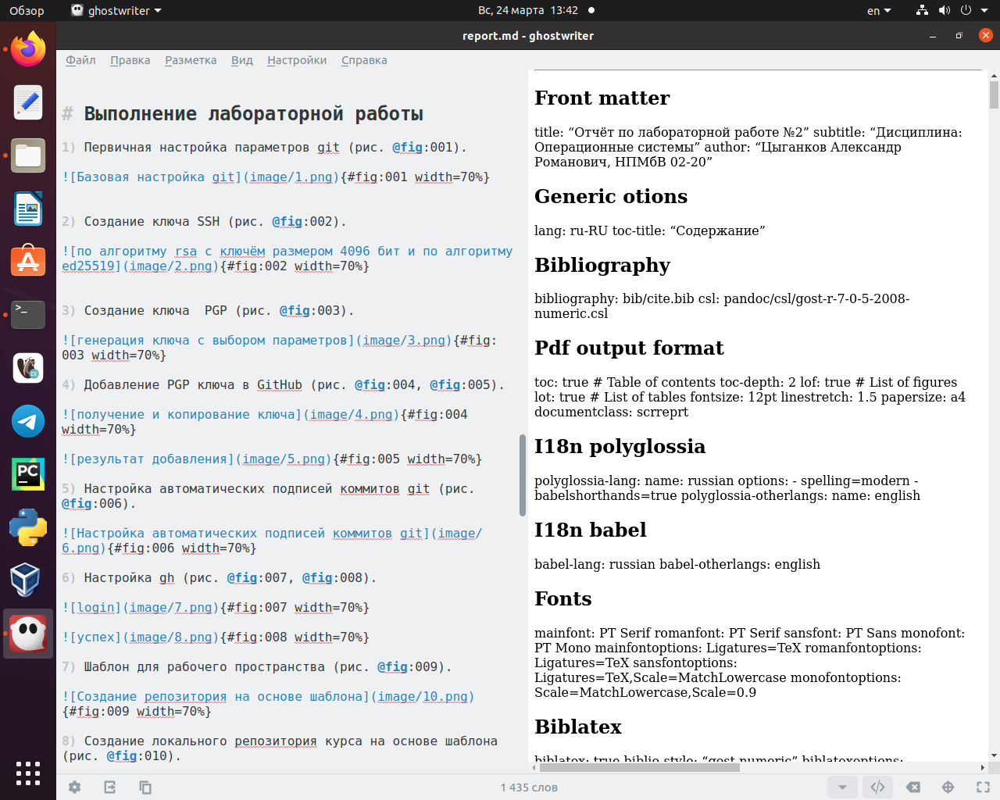 Обзор
ghostwriter
Вс, 24 марта 13:42
en
report.md - ghostwriter
Файл Правка Разметка Вид Настройки Справка
# Выполнение лабораторной работы
1) Первичная настройка параметров git (рис. @fig:001).
![Базовая настройка git](image/1.png){#fig:001 width=70%}
2) Создание ключа SSH (рис. @fig:002).
![по алгоритму rsa с ключём размером 4096 бит и по алгоритму
ed25519](image/2.png){#fig:002 width=70%}
3) Создание ключа  PGP (рис. @fig:003).
![генерация ключа с выбором параметров](image/3.png){#fig:
003 width=70%}
4) Добавление PGP ключа в GitHub (рис. @fig:004, @fig:005).
![получение и копирование ключа](image/4.png){#fig:004
width=70%}
![результат добавления](image/5.png){#fig:005 width=70%}
5) Настройка автоматических подписей коммитов git (рис.
@fig:006).
![Настройка автоматических подписей коммитов git](image/
6.png){#fig:006 width=70%}
6) Настройка gh (рис. @fig:007, @fig:008).
![login](image/7.png){#fig:007 width=70%}
![успех](image/8.png){#fig:008 width=70%}
7) Шаблон для рабочего пространства (рис. @fig:009).
![Создание репозитория на основе шаблона](image/10.png)
{#fig:009 width=70%}
8) Создание локального репозитория курса на основе шаблона
(рис. @fig:010).
Front matter
title: “Отчёт по лабораторной работе №2” subtitle: “Дисциплина:
Операционные системы” author: “Цыганков Александр
Романович, НПМбВ 02-20”
Generic otions
lang: ru-RU toc-title: “Содержание”
Bibliography
bibliography: bib/cite.bib csl: pandoc/csl/gost-r-7-0-5-2008-
numeric.csl
Pdf output format
toc: true # Table of contents toc-depth: 2 lof: true # List of figures
lot: true # List of tables fontsize: 12pt linestretch: 1.5 papersize: a4
documentclass: scrreprt
I18n polyglossia
polyglossia-lang: name: russian options: - spelling=modern -
babelshorthands=true polyglossia-otherlangs: name: english
I18n babel
babel-lang: russian babel-otherlangs: english
Fonts
mainfont: PT Serif romanfont: PT Serif sansfont: PT Sans monofont:
PT Mono mainfontoptions: Ligatures=TeX romanfontoptions:
Ligatures=TeX sansfontoptions:
Ligatures=TeX,Scale=MatchLowercase monofontoptions:
Scale=MatchLowercase,Scale=0.9
Biblatex
biblatex: true biblio-style: “gost-numeric” biblatexoptions: -
1 435 слов